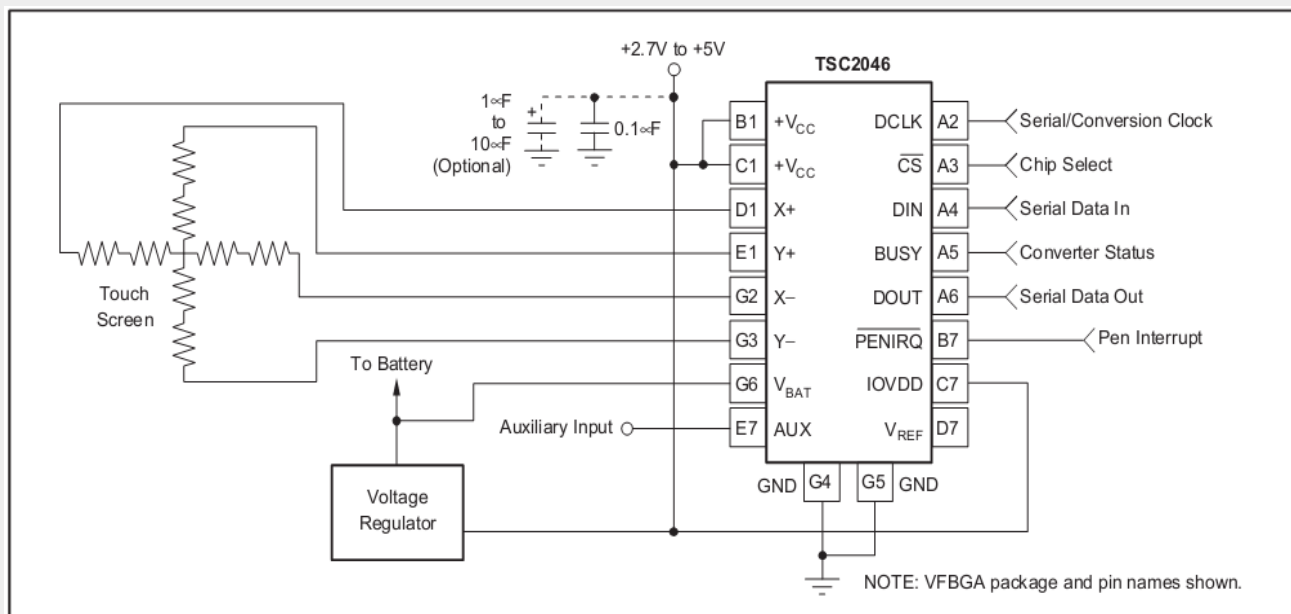 +2.7V to +5V
TSC2046
1∝F
to
10∝F
(Optional)
+
0.1∝F
B1 +VCC DCLK A2 Serial/Conversion Clock
C1 +VCC CS A3 Chip Select
D1 X+ DIN A4 Serial Data In
E1 Y+ BUSY A5 Converter Status
G2 X− DOUT A6 Serial Data Out
G3 Y− PENIRQ B7 Pen Interrupt
G6 VBAT IOVDD C7
E7 AUX VREF D7
Touch
Screen
To Battery
Auxiliary Input
Voltage
Regulator
GND G4 G5 GND
NOTE: VFBGA package and pin names shown.